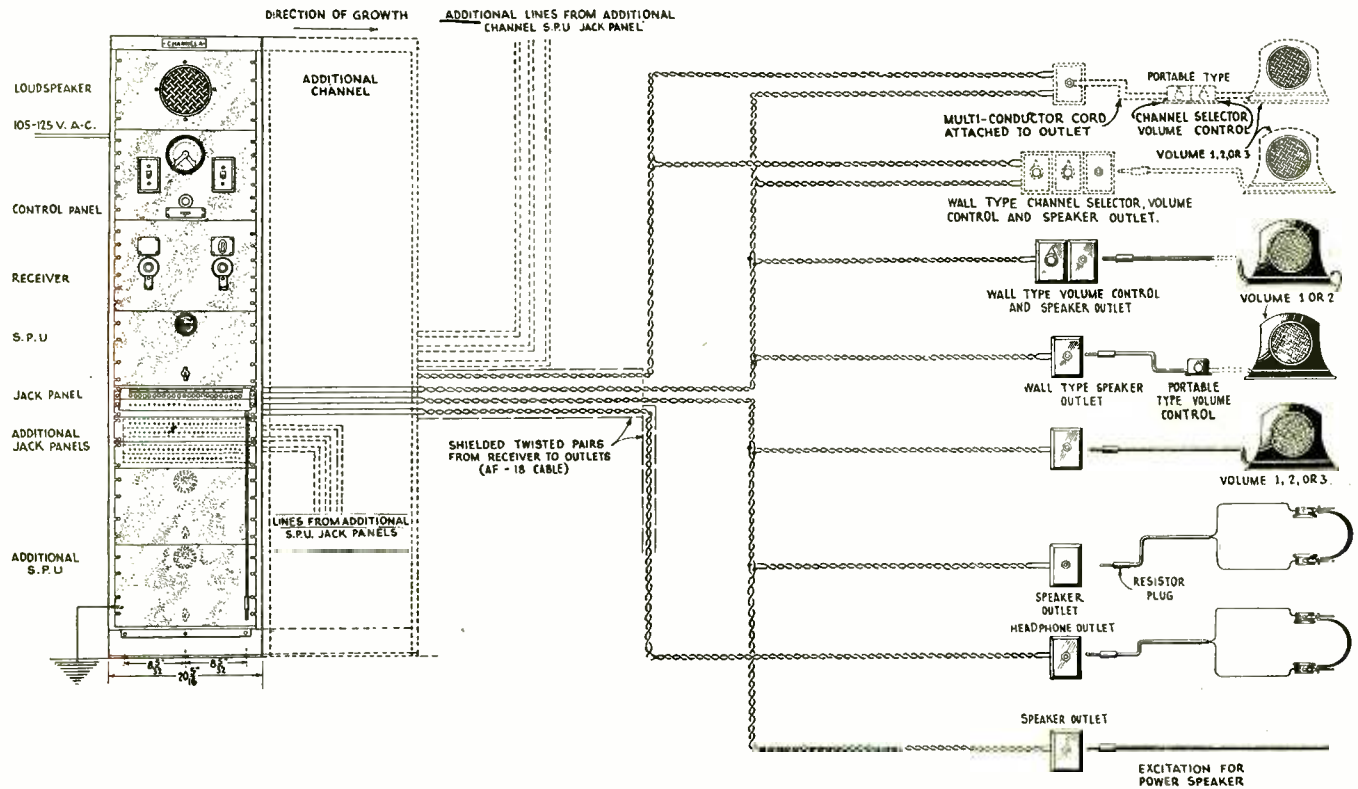 DIRECTION OF GROWTH
ADDITIONAL LINES FROM ADDITIONAL
CHANNEL S.P.U JACK PANEL
CHANNEL A
LOUDSPEAKER
105-125 V. A-C.
CONTROL PANEL
RECEIVER
S.P.U
JACK PANEL
ADDITIONAL
JACK PANELS
ADDITIONAL
S.P.U
ADDITIONAL
CHANNEL
LINES FROM ADDITIONAL
S.P.U. JACK PANELS
SHIELDED TWISTED PAIRS
FROM RECEIVER TO OUTLETS
(AF - 18 CABLE)
PORTABLE TYPE
MULTI-CONDUCTOR CORD
ATTACHED TO OUTLET
CHANNEL SELECTOR
VOLUME CONTROL
VOLUME 1,2,OR 3
WALL TYPE CHANNEL SELECTOR, VOLUME
CONTROL AND SPEAKER OUTLET.
WALL TYPE VOLUME CONTROL
AND SPEAKER OUTLET
VOLUME 1 OR 2
WALL TYPE SPEAKER
OUTLET
PORTABLE
TYPE VOLUME
CONTROL
VOLUME 1, 2, OR 3.
SPEAKER
OUTLET
RESISTOR
PLUG
HEADPHONE OUTLET
SPEAKER OUTLET
EXCITATION FOR
POWER SPEAKER
20 5/16